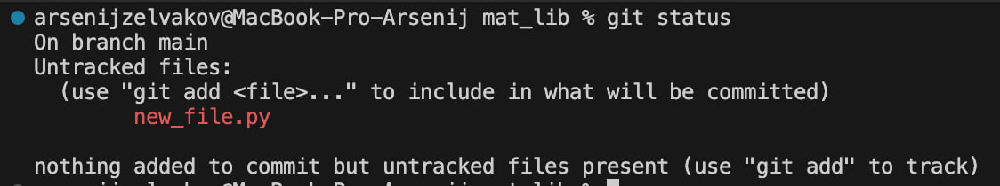 arsenijzelvakov@MacBook-Pro-Arsenij mat_lib % git status
On branch main
Untracked files:
  (use "git add <file>..." to include in what will be committed)
        new_file.py

nothing added to commit but untracked files present (use "git add" to track)